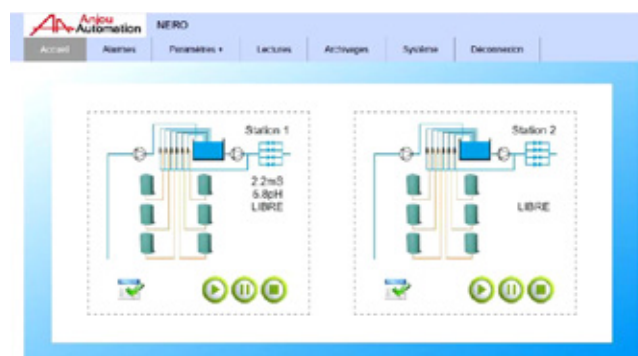 Anjou
Automation
NEIRO
Accueil Alarmes Paramètres Lectures Archivages Système Déconnexion
Station 1
2.2mS
5.8pH
LIBRE
Station 2
LIBRE